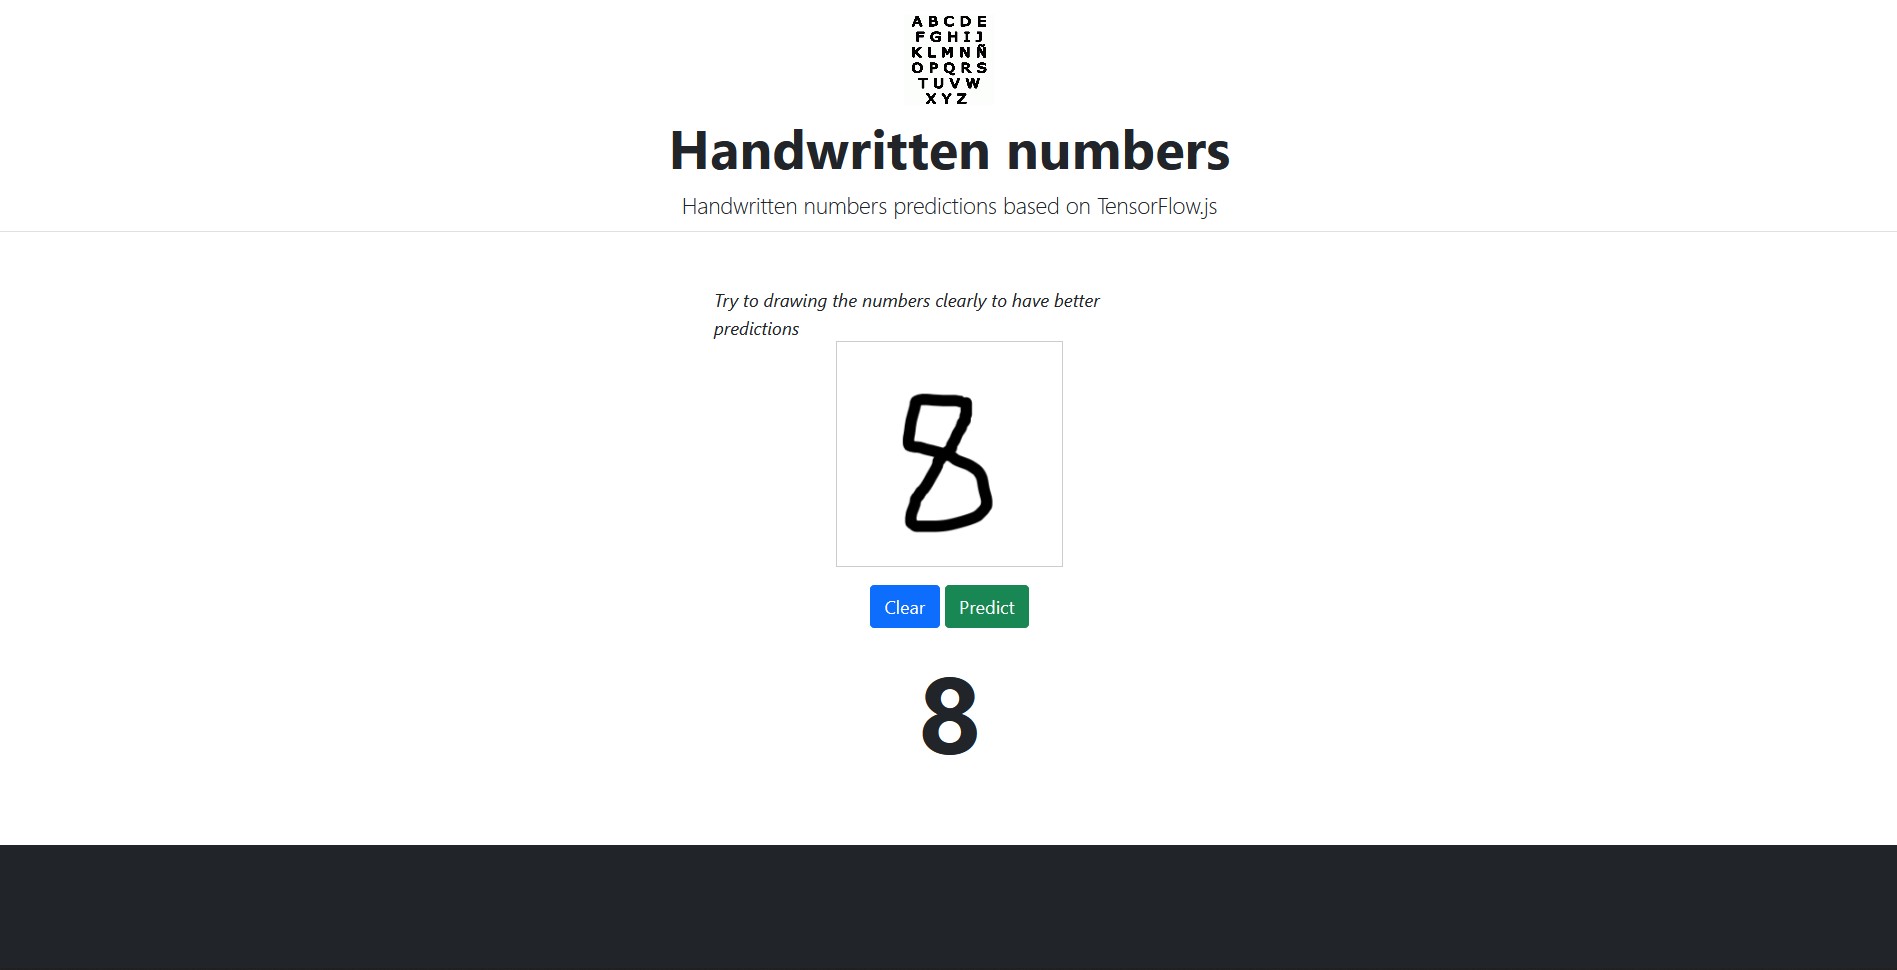 A B C D E
F G H I J
K L M N Ñ
O P Q R S
T U V W
X Y Z
Handwritten numbers
Handwritten numbers predictions based on TensorFlow.js
Try to drawing the numbers clearly to have better
predictions
8
Clear Predict
8